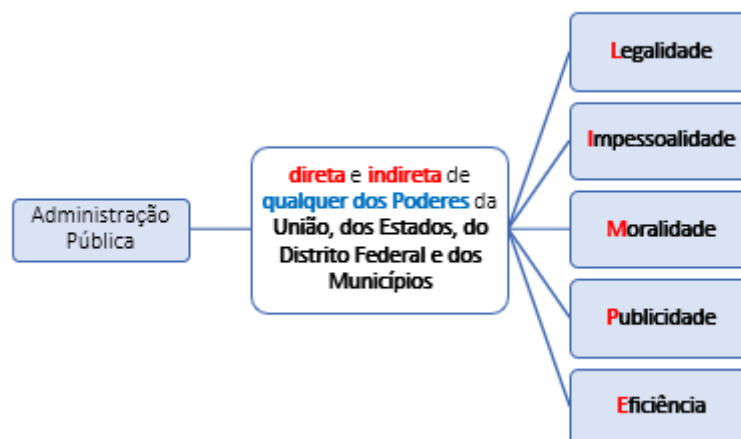 Administração
Pública
direta e indireta de
qualquer dos Poderes da
União, dos Estados, do
Distrito Federal e dos
Municípios
Legalidade
Impessoalidade
Moralidade
Publicidade
Eficiência